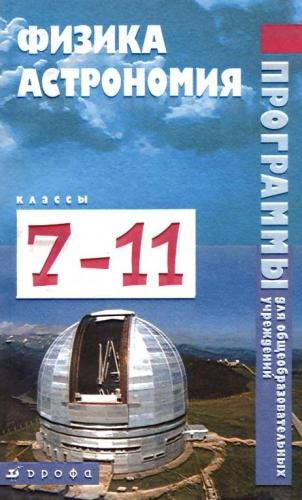 ФИЗИКА
АСТРОНОМИЯ
ПРОГРАММЫ
для общеобразовательных
учреждений
КЛАССЫ
7-11
ДРОФА